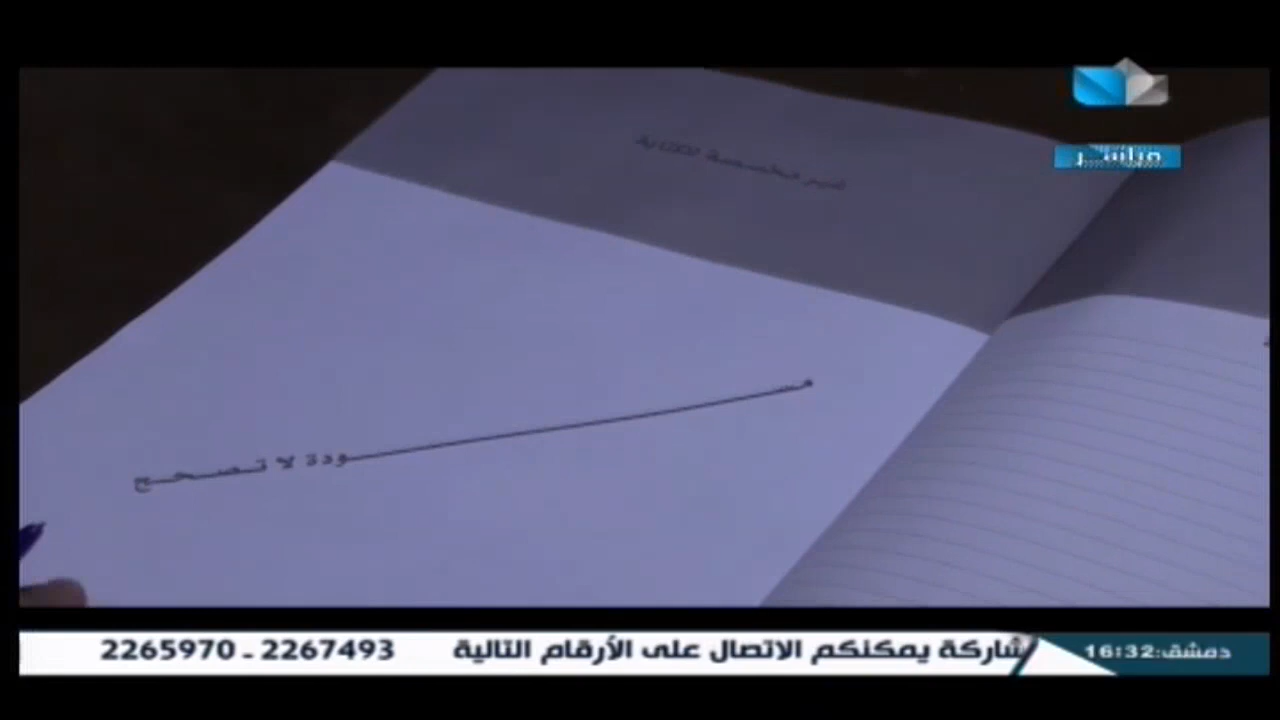 غير مخصصة للكتابة
مباشر
مسودة لا تصحح
شاركة يمكنكم الاتصال على الأرقام التالية 2267493 - 2265970
دمشق: 16:32